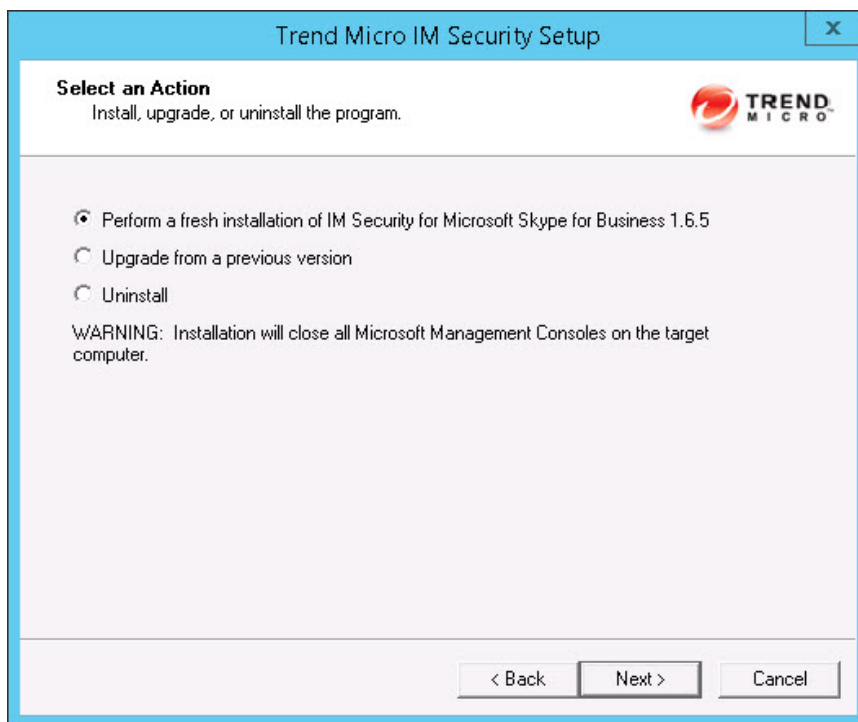 Trend Micro IM Security Setup
x
Select an Action
Install, upgrade, or uninstall the program.
TREND
MICRO
Perform a fresh installation of IM Security for Microsoft Skype for Business 1.6.5
Upgrade from a previous version
Uninstall
WARNING:  Installation will close all Microsoft Management Consoles on the target
computer.
< Back
Next >
Cancel